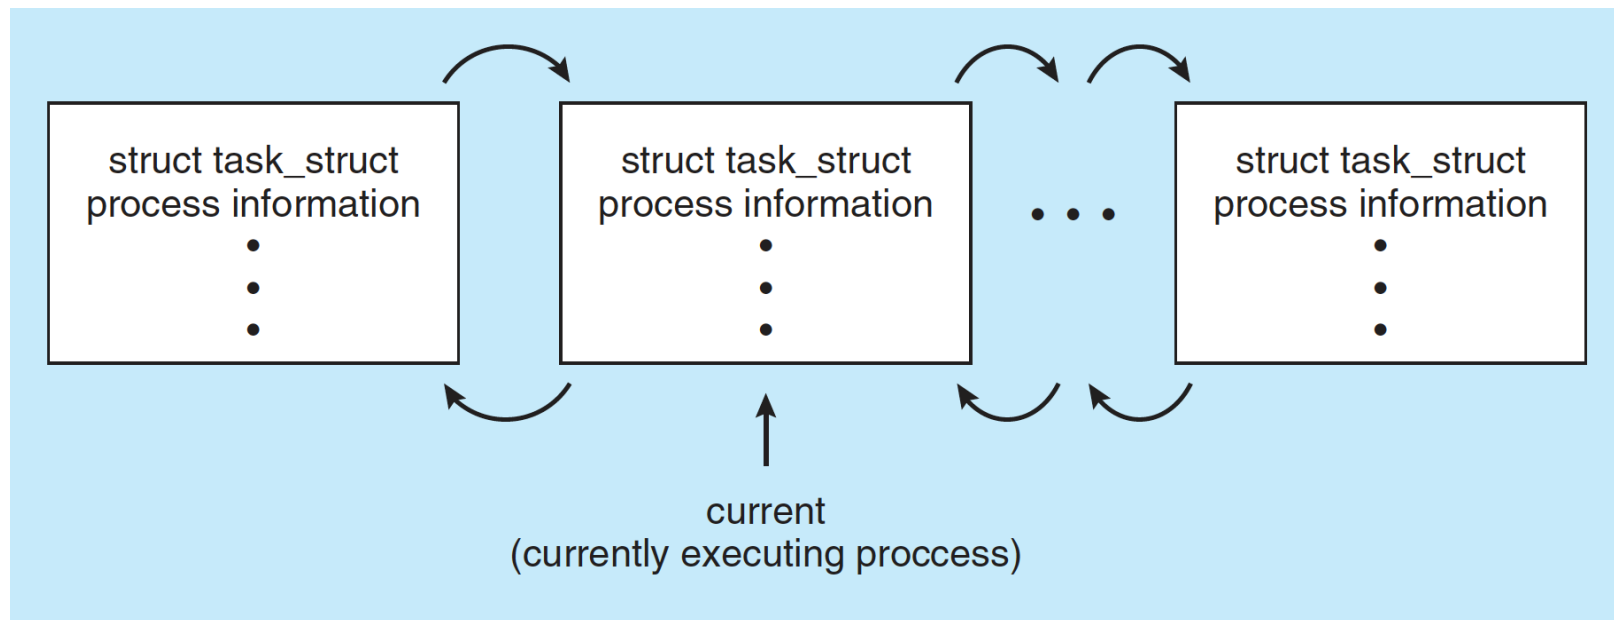 struct task_struct
process information
struct task_struct
process information
struct task_struct
process information
current
(currently executing proccess)